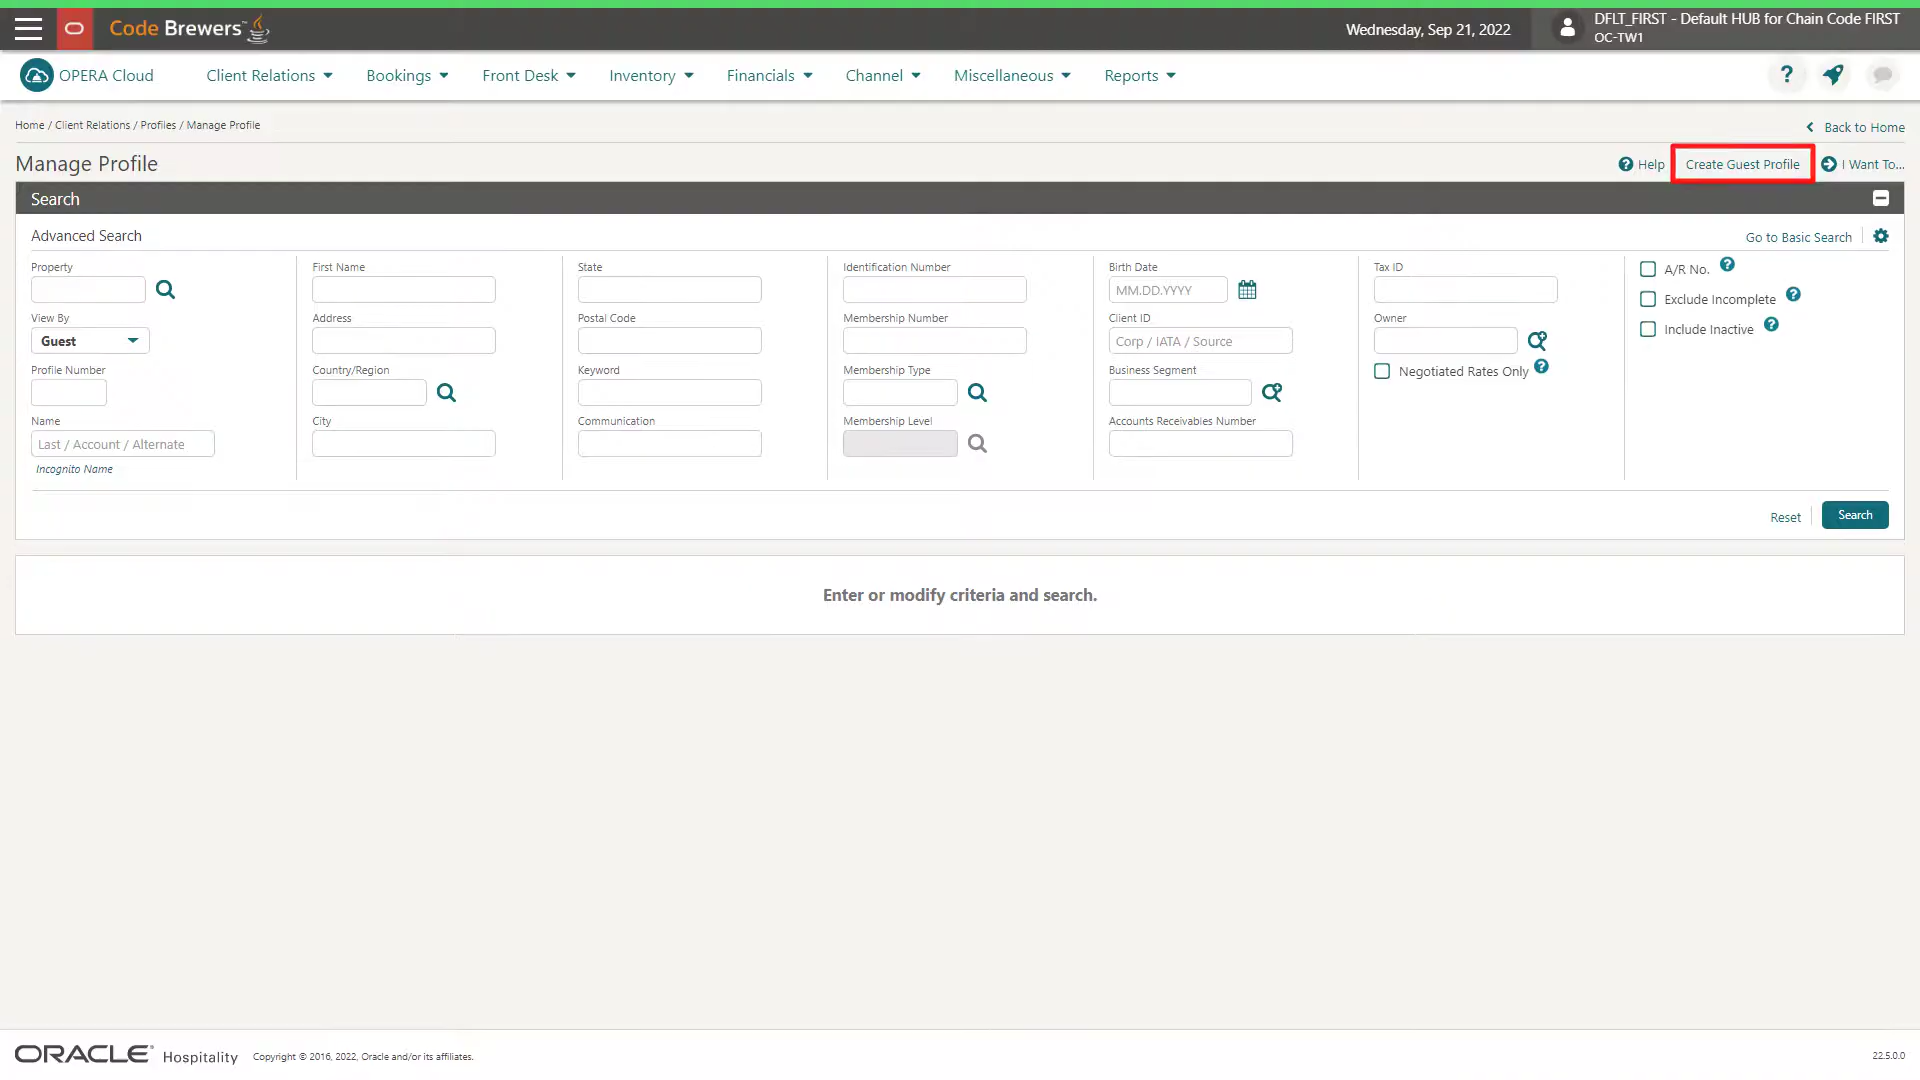 Code Brewers
Wednesday, Sep 21, 2022
DFLT_FIRST - Default HUB for Chain Code FIRST
OC-TW1
OPERA Cloud
Client Relations
Bookings
Front Desk
Inventory
Financials
Channel
Miscellaneous
Reports
Home / Client Relations / Profiles / Manage Profile
Back to Home
Manage Profile
Help
Create Guest Profile
I Want To...
Search
Advanced Search
Go to Basic Search
Property
View By
Guest
Profile Number
Name
Last / Account / Alternate
Incognito Name
First Name
Address
Country/Region
City
State
Postal Code
Keyword
Communication
Identification Number
Membership Number
Membership Type
Membership Level
Birth Date
MM.DD.YYYY
Client ID
Corp / IATA / Source
Business Segment
Accounts Receivables Number
Tax ID
Owner
Negotiated Rates Only
A/R No.
Exclude Incomplete
Include Inactive
Reset
Search
Enter or modify criteria and search.
ORACLE Hospitality Copyright © 2016, 2022, Oracle and/or its affiliates.
22.5.0.0